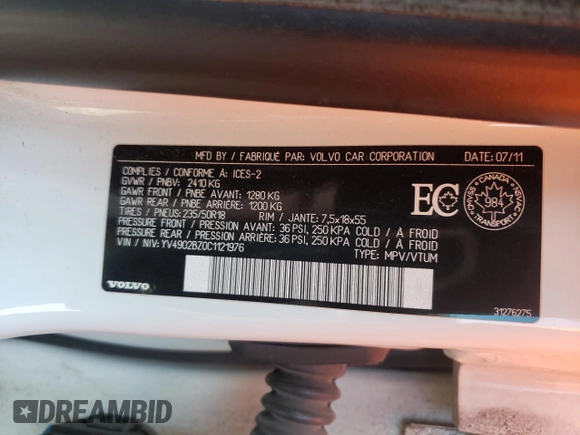 MFD BY / FABRIQUÉ PAR: VOLVO CAR CORPORATION DATE: 07/11
COMPLIES / CONFORME À: ICES-2
GVWR / PNBV: 2410 KG
GAWR FRONT / PNBE AVANT: 1280 KG
GAWR REAR / PNBE ARRIÈRE: 1200 KG
TIRES / PNEUS: 235/50R18 RIM / JANTE: 7,5x18x55
PRESSURE FRONT / PRESSION AVANT: 36 PSI, 250 KPA COLD / À FROID
PRESSURE REAR / PRESSION ARRIÈRE: 36 PSI, 250 KPA COLD / À FROID
VIN / NIV: YV4902BZ0C1121976 TYPE: MPV/VTUM
EC
CANADA
984
TRANSPORT
VOLVO
31276275
DREAMBID